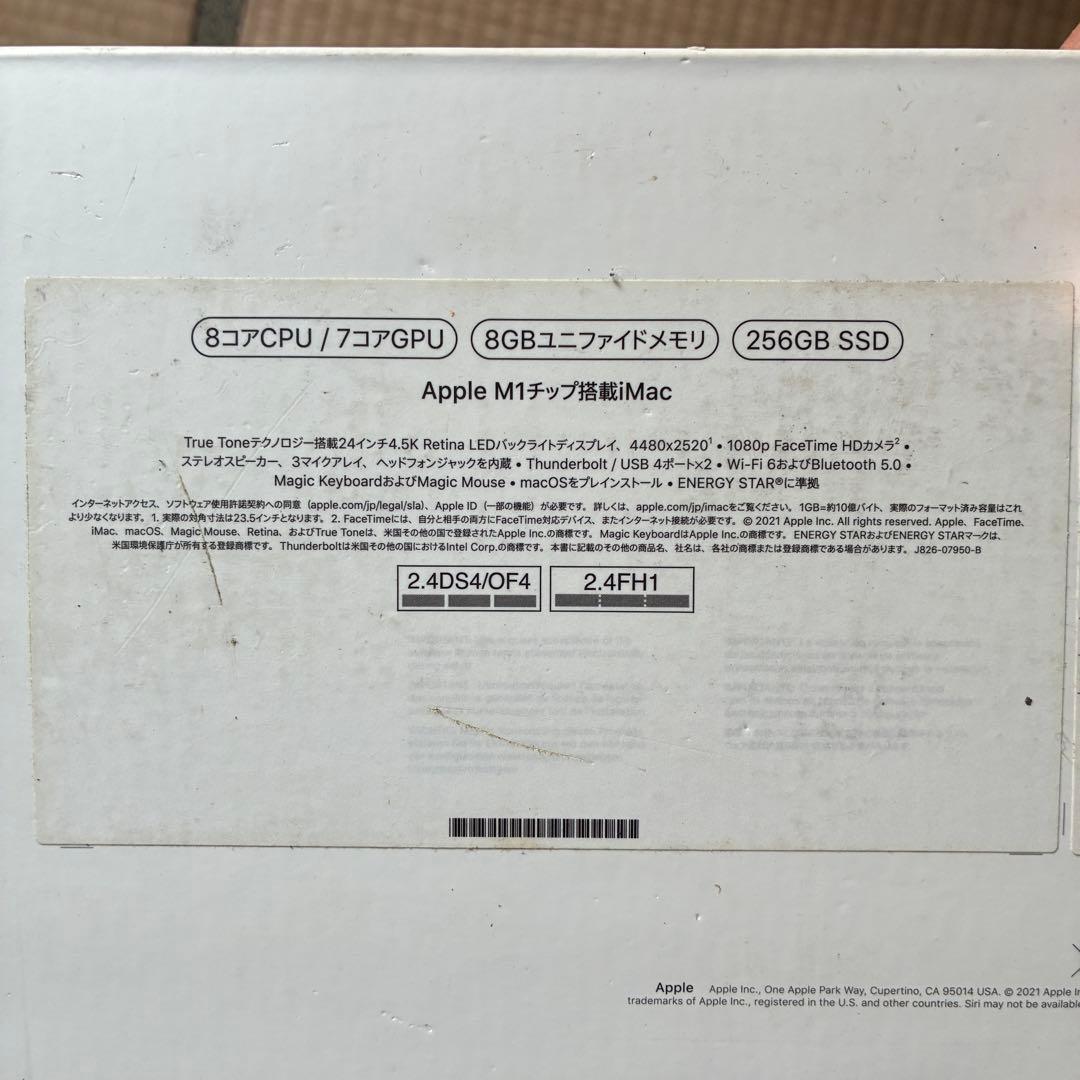 8コアCPU / 7コアGPU
8GBユニファイドメモリ
256GB SSD
Apple M1チップ搭載iMac
True Toneテクノロジー搭載24インチ4.5K Retina LEDバックライトディスプレイ、4480x2520¹ • 1080p FaceTime HDカメラ² •
ステレオスピーカー、3マイクアレイ、ヘッドフォンジャックを内蔵 • Thunderbolt / USB 4ポート×2 • Wi-Fi 6およびBluetooth 5.0 •
Magic KeyboardおよびMagic Mouse • macOSをプレインストール • ENERGY STAR®に準拠
インターネットアクセス、ソフトウェア使用許諾契約への同意（apple.com/jp/legal/sla）、Apple ID（一部の機能）が必要です。詳しくは、apple.com/jp/imacをご覧ください。1GB=約10億バイト、実際のフォーマット済み容量はこれ
より少なくなります。1. 実際の対角寸法は23.5インチとなります。2. FaceTimeには、自分と相手の両方にFaceTime対応デバイス、またインターネット接続が必要です。© 2021 Apple Inc. All rights reserved. Apple、FaceTime、
iMac、macOS、Magic Mouse、Retina、およびTrue Toneは、米国その他の国で登録されたApple Inc.の商標です。Magic KeyboardはApple Inc.の商標です。ENERGY STARおよびENERGY STARマークは、
米国環境保護庁が所有する登録商標です。Thunderboltは米国その他の国におけるIntel Corp.の商標です。本書に記載のその他の商品名、社名は、各社の商標または登録商標である場合があります。J826-07950-B
2.4DS4/OF4
2.4FH1
Apple Apple Inc., One Apple Park Way, Cupertino, CA 95014 USA. © 2021 Apple
trademarks of Apple Inc., registered in the U.S. and other countries. Siri may not be available